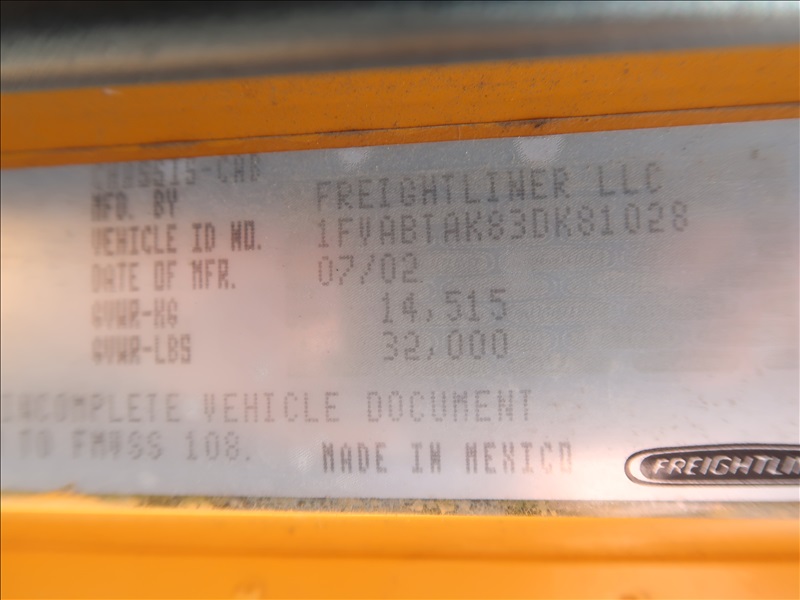 CHASSIS-CAB
MFD. BY FREIGHTLINER LLC
VEHICLE ID NO. 1FVABTAK83DK81028
DATE OF MFR. 07/02
GVWR-KG 14,515
GVWR-LBS 32,000
INCOMPLETE VEHICLE DOCUMENT
TO FMVSS 108. MADE IN MEXICO
FREIGHTLIN